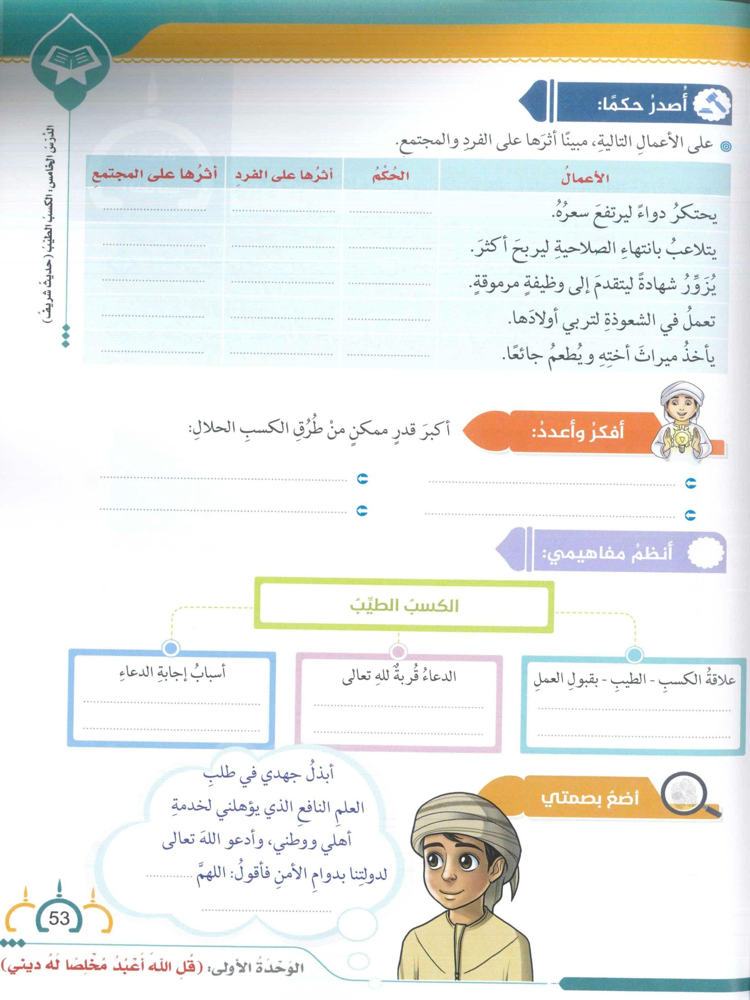 أُصدرُ حكمًا:
على الأعمالِ التاليةِ، مبينًا أثرَها على الفردِ والمجتمعِ.
الأعمالُ الحُكْمُ أثرُها على الفردِ أثرُها على المجتمعِ
يحتكرُ دواءً ليرتفعَ سعرُهُ.
يتلاعبُ بانتهاءِ الصلاحيةِ ليربحَ أكثرَ.
يُزَوِّرُ شهادةً ليتقدمَ إلى وظيفةٍ مرموقةٍ.
تعملُ في الشعوذةِ لتربي أولادَها.
يأخذُ ميراثَ أختِهِ ويُطعمُ جائعًا.
الدَّرْسُ الخامس: الكسبُ الطيّبُ (حديثٌ شريفٌ)
أفكرُ وأعددُ:
أكبرَ قدرٍ ممكنٍ منْ طُرُقِ الكسبِ الحلالِ:
أنظمُ مفاهيمي:
الكسبُ الطيِّبُ
علاقةُ الكسبِ - الطيبِ - بقبولِ العملِ
الدعاءُ قُربةٌ للهِ تعالى
أسبابُ إجابةِ الدعاءِ
أضعُ بصمتي
أبذلُ جهدي في طلبِ
العلمِ النافعِ الذي يؤهلني لخدمةِ
أهلي ووطني، وأدعو اللهَ تعالى
لدولتِنا بدوامِ الأمنِ فأقولُ: اللهمَّ ............
53
الوَحْدَةُ الأولى: (قُلِ اللّهَ أَعْبُدُ مُخْلِصًا لَهُ ديني)